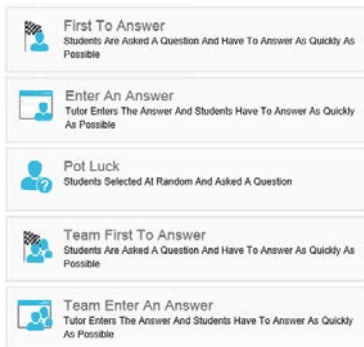 First To Answer
Students Are Asked A Question And Have To Answer As Quickly As
Possible
Enter An Answer
Tutor Enters The Answer And Students Have To Answer As Quickly
As Possible
Pot Luck
Students Selected At Random And Asked A Question
Team First To Answer
Students Are Asked A Question And Have To Answer As Quickly As
Possible
Team Enter An Answer
Tutor Enters The Answer And Students Have To Answer As Quickly
As Possible